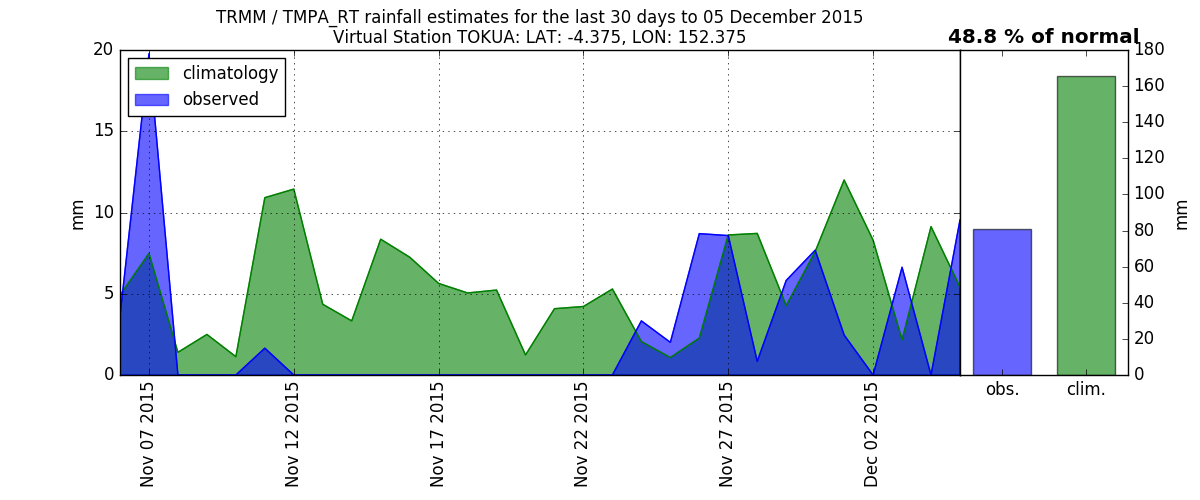 TRMM / TMPA_RT rainfall estimates for the last 30 days to 05 December 2015
Virtual Station TOKUA: LAT: -4.375, LON: 152.375
48.8 % of normal
climatology
observed
20
15
10
5
0
mm
Nov 07 2015
Nov 12 2015
Nov 17 2015
Nov 22 2015
Nov 27 2015
Dec 02 2015
180
160
140
120
100
80
60
40
20
0
mm
obs.
clim.